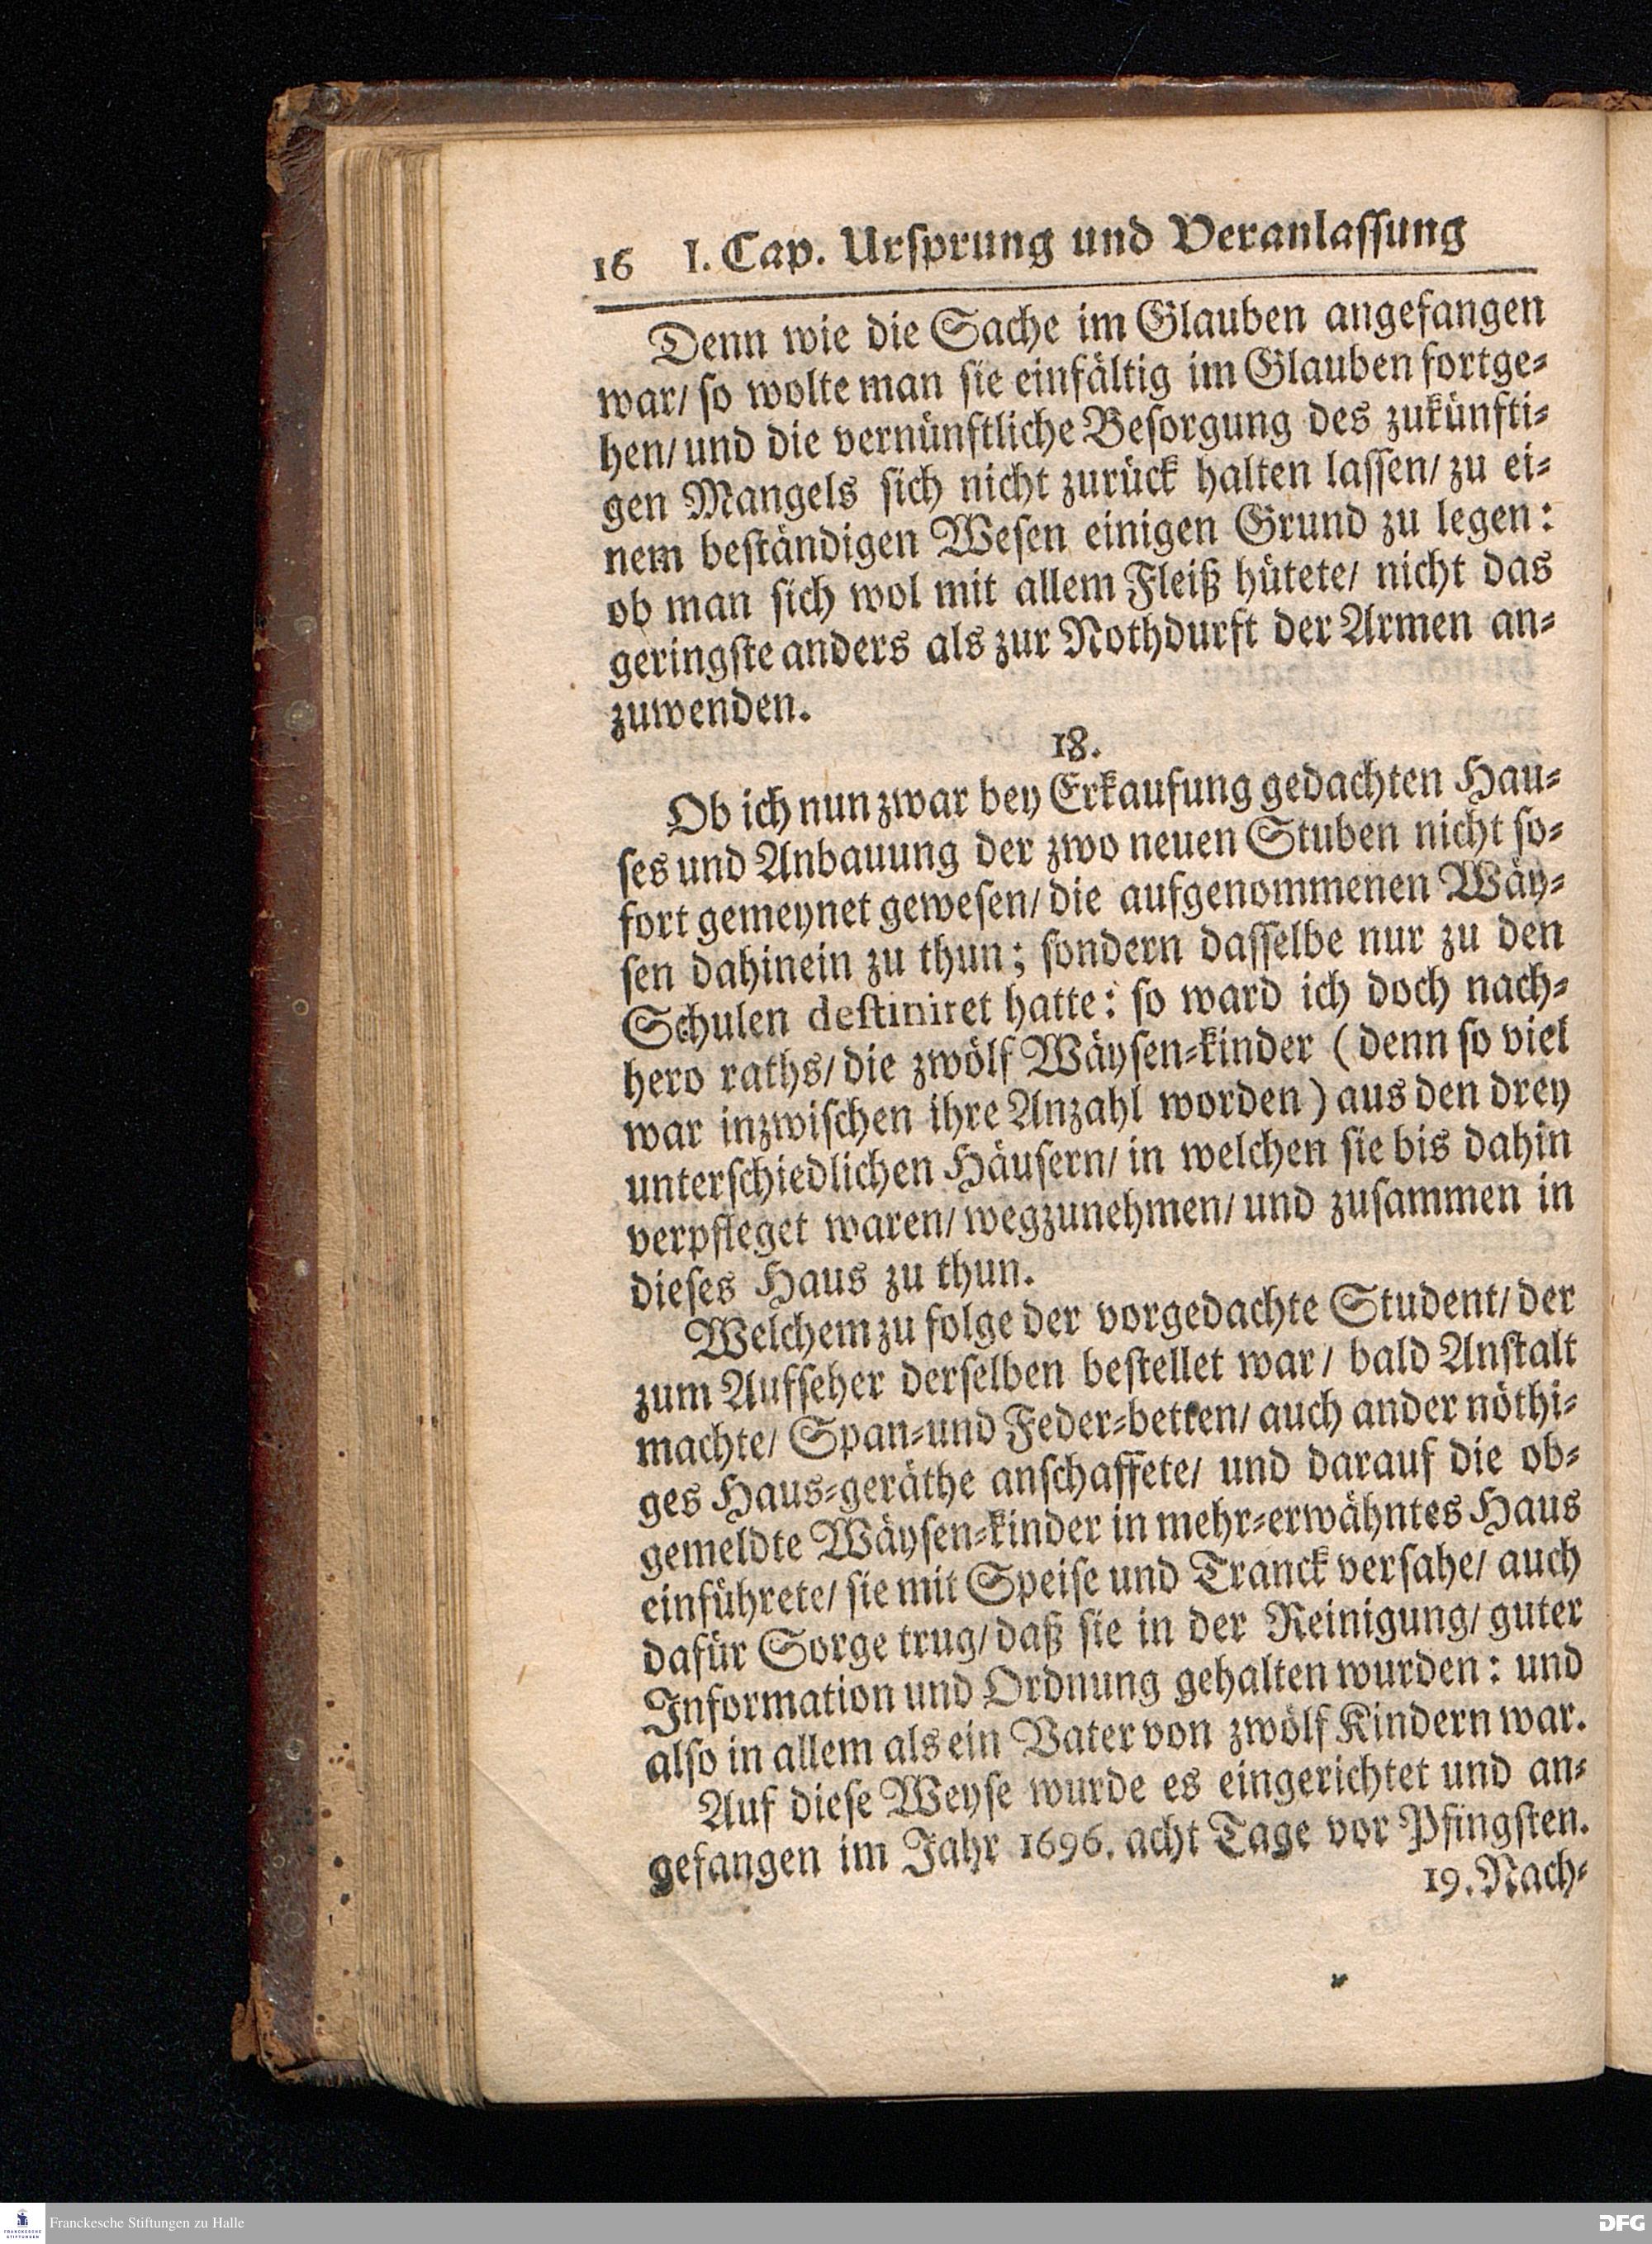 16 I. Cap. Urſprung und Veranlaſſung
Denn wie die Sache im Glauben angefangen
war/ ſo wolte man ſie einfältig im Glauben fortge⸗
hen/ und die vernünftliche Beſorgung des zukünfti⸗
gen Mangels ſich nicht zurück halten laſſen/ zu ei⸗
nem beſtändigen Weſen einigen Grund zu legen:
ob man ſich wol mit allem Fleiß hütete/ nicht das
geringſte anders als zur Nothdurft der Armen an⸗
zuwenden.
18.
Ob ich nun zwar bey Erkaufung gedachten Hau⸗
ſes und Anbauung der zwo neuen Stuben nicht ſo⸗
fort gemeynet geweſen/ die aufgenommenen Wäy⸗
ſen dahinein zu thun; ſondern daſſelbe nur zu den
Schulen deſtiniret hatte: ſo ward ich doch nach⸗
hero raths/ die zwölf Wäyſen⸗kinder (denn ſo viel
war inzwiſchen ihre Anzahl worden) aus den drey
unterſchiedlichen Häuſern/ in welchen ſie bis dahin
verpfleget waren/ wegzunehmen/ und zuſammen in
dieſes Haus zu thun.
Welchem zu folge der vorgedachte Student/ der
zum Aufſeher derſelben beſtellet war/ bald Anſtalt
machte/ Span⸗und Feder⸗betten/ auch ander nöthi⸗
ges Haus⸗geräthe anſchaffete/ und darauf die ob⸗
gemeldte Wäyſen⸗kinder in mehr⸗erwähntes Haus
einführete/ ſie mit Speiſe und Tranck verſahe/ auch
dafür Sorge trug/ daß ſie in der Reinigung/ guter
Information und Ordnung gehalten wurden: und
alſo in allem als ein Vater von zwölf Kindern war.
Auf dieſe Weyſe wurde es eingerichtet und an⸗
gefangen im Jahr 1696. acht Tage vor Pfingſten.
19. Nach⸗
FRANCKESCHE
STIFTUNGEN
Franckesche Stiftungen zu Halle
DFG